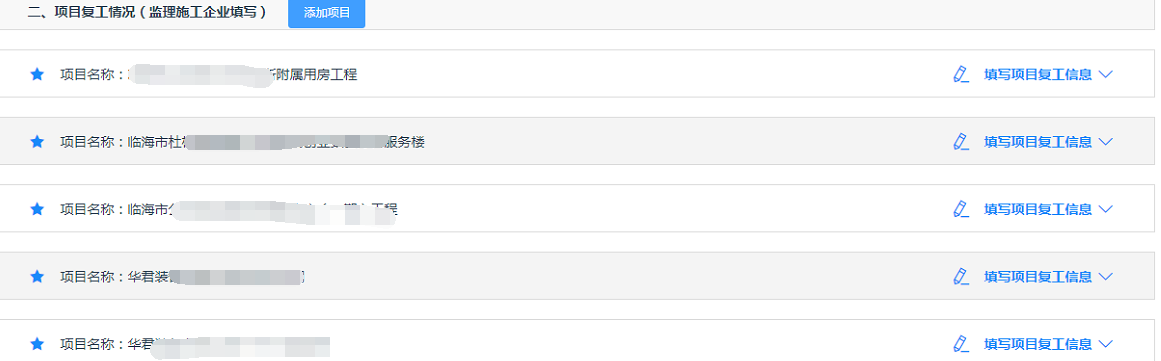 二、项目复工情况（监理施工企业填写） 添加项目
项目名称：附属用房工程 填写项目复工信息
项目名称：临海市杜 服务楼 填写项目复工信息
项目名称：临海市 工程 填写项目复工信息
项目名称：华君装 填写项目复工信息
项目名称：华君 填写项目复工信息